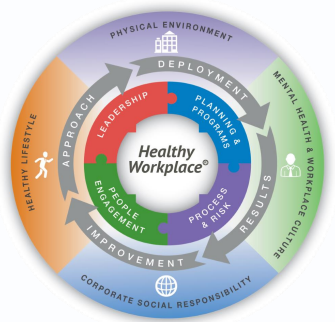 PHYSICAL ENVIRONMENT
MENTAL HEALTH & WORKPLACE CULTURE
CORPORATE SOCIAL RESPONSIBILITY
HEALTHY LIFESTYLE
APPROACH
DEPLOYMENT
RESULTS
IMPROVEMENT
LEADERSHIP
PLANNING &
PROGRAMS
PROCESS
& RISK
PEOPLE
ENGAGEMENT
Healthy
Workplace®